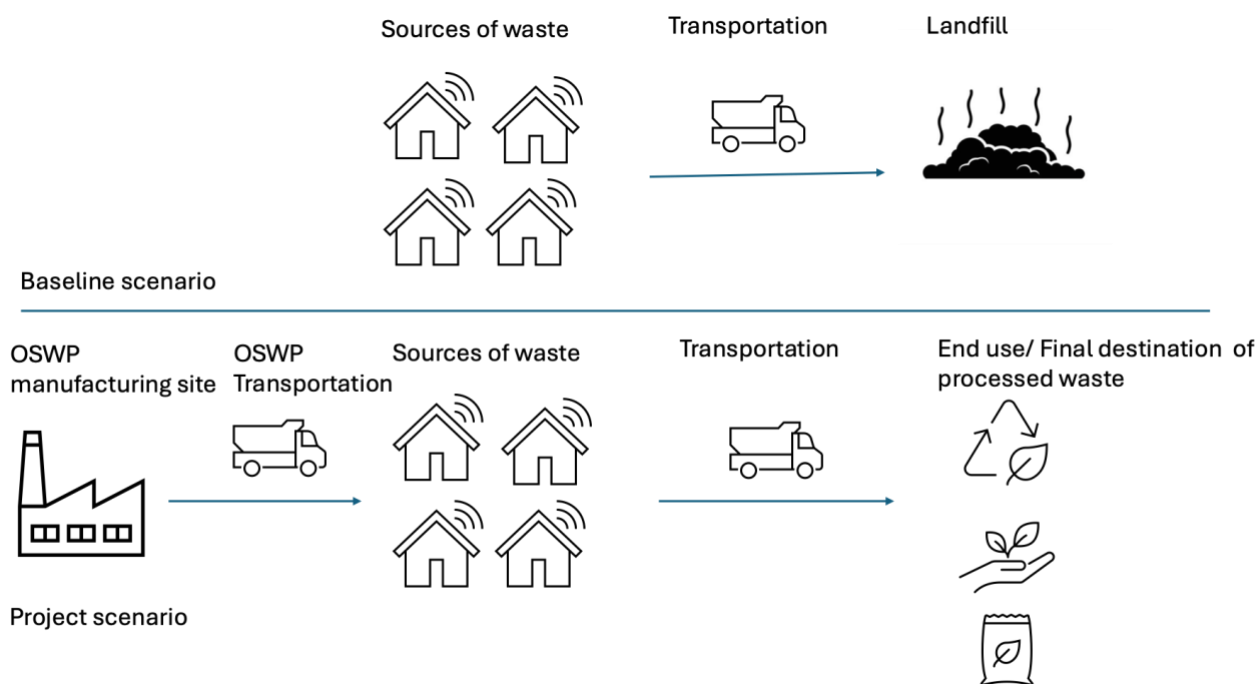 Sources of waste
Transportation
Landfill
Baseline scenario
OSWP
manufacturing site
OSWP
Transportation
Sources of waste
Transportation
End use/ Final destination of
processed waste
Project scenario